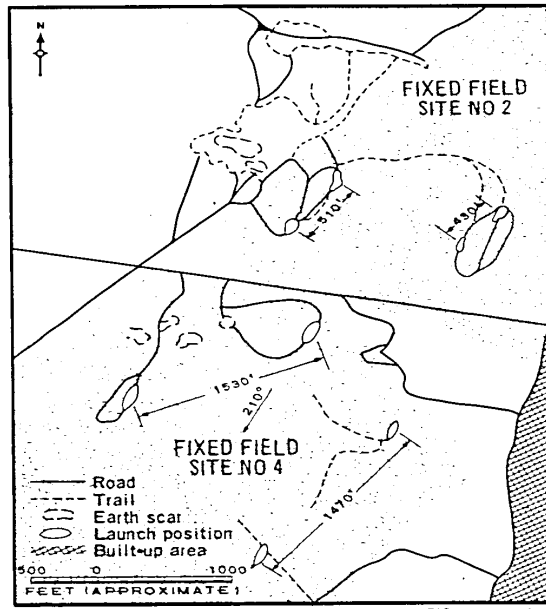 N
FIXED FIELD
SITE NO 2
510'
430'
1530'
210°
FIXED FIELD
SITE NO 4
1470'
Road
Trail
Earth scar
Launch position
Built-up area
500 0 1000
FEET (APPROXIMATE)